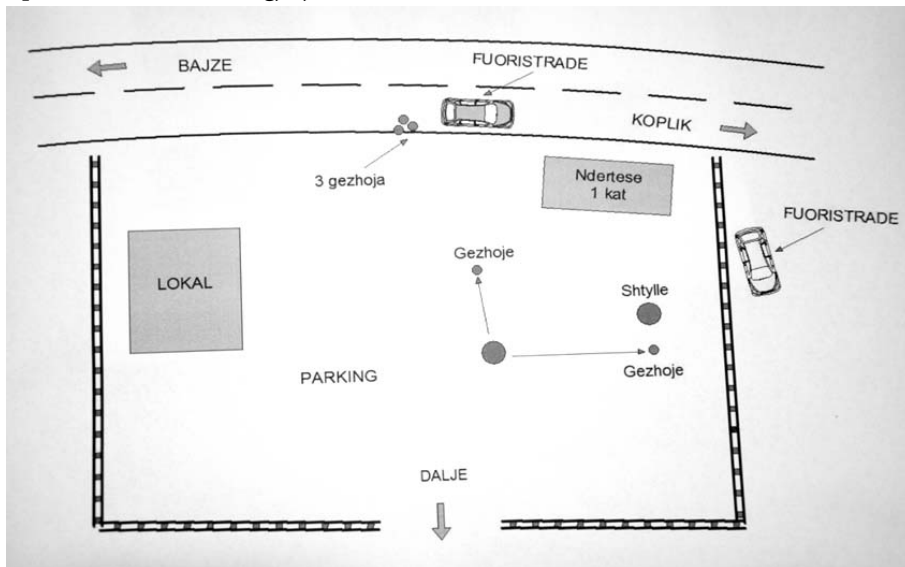 BAJZE
FUORISTRADE
KOPLIK
3 gezhoja
Ndertese
1 kat
FUORISTRADE
Gezhoje
LOKAL
Shtylle
Gezhoje
PARKING
DALJE